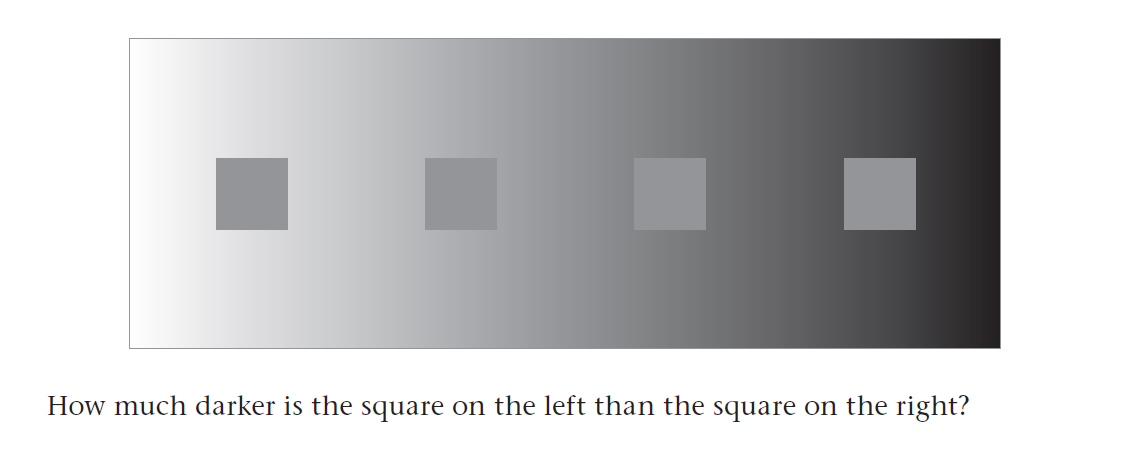 How much darker is the square on the left than the square on the right?